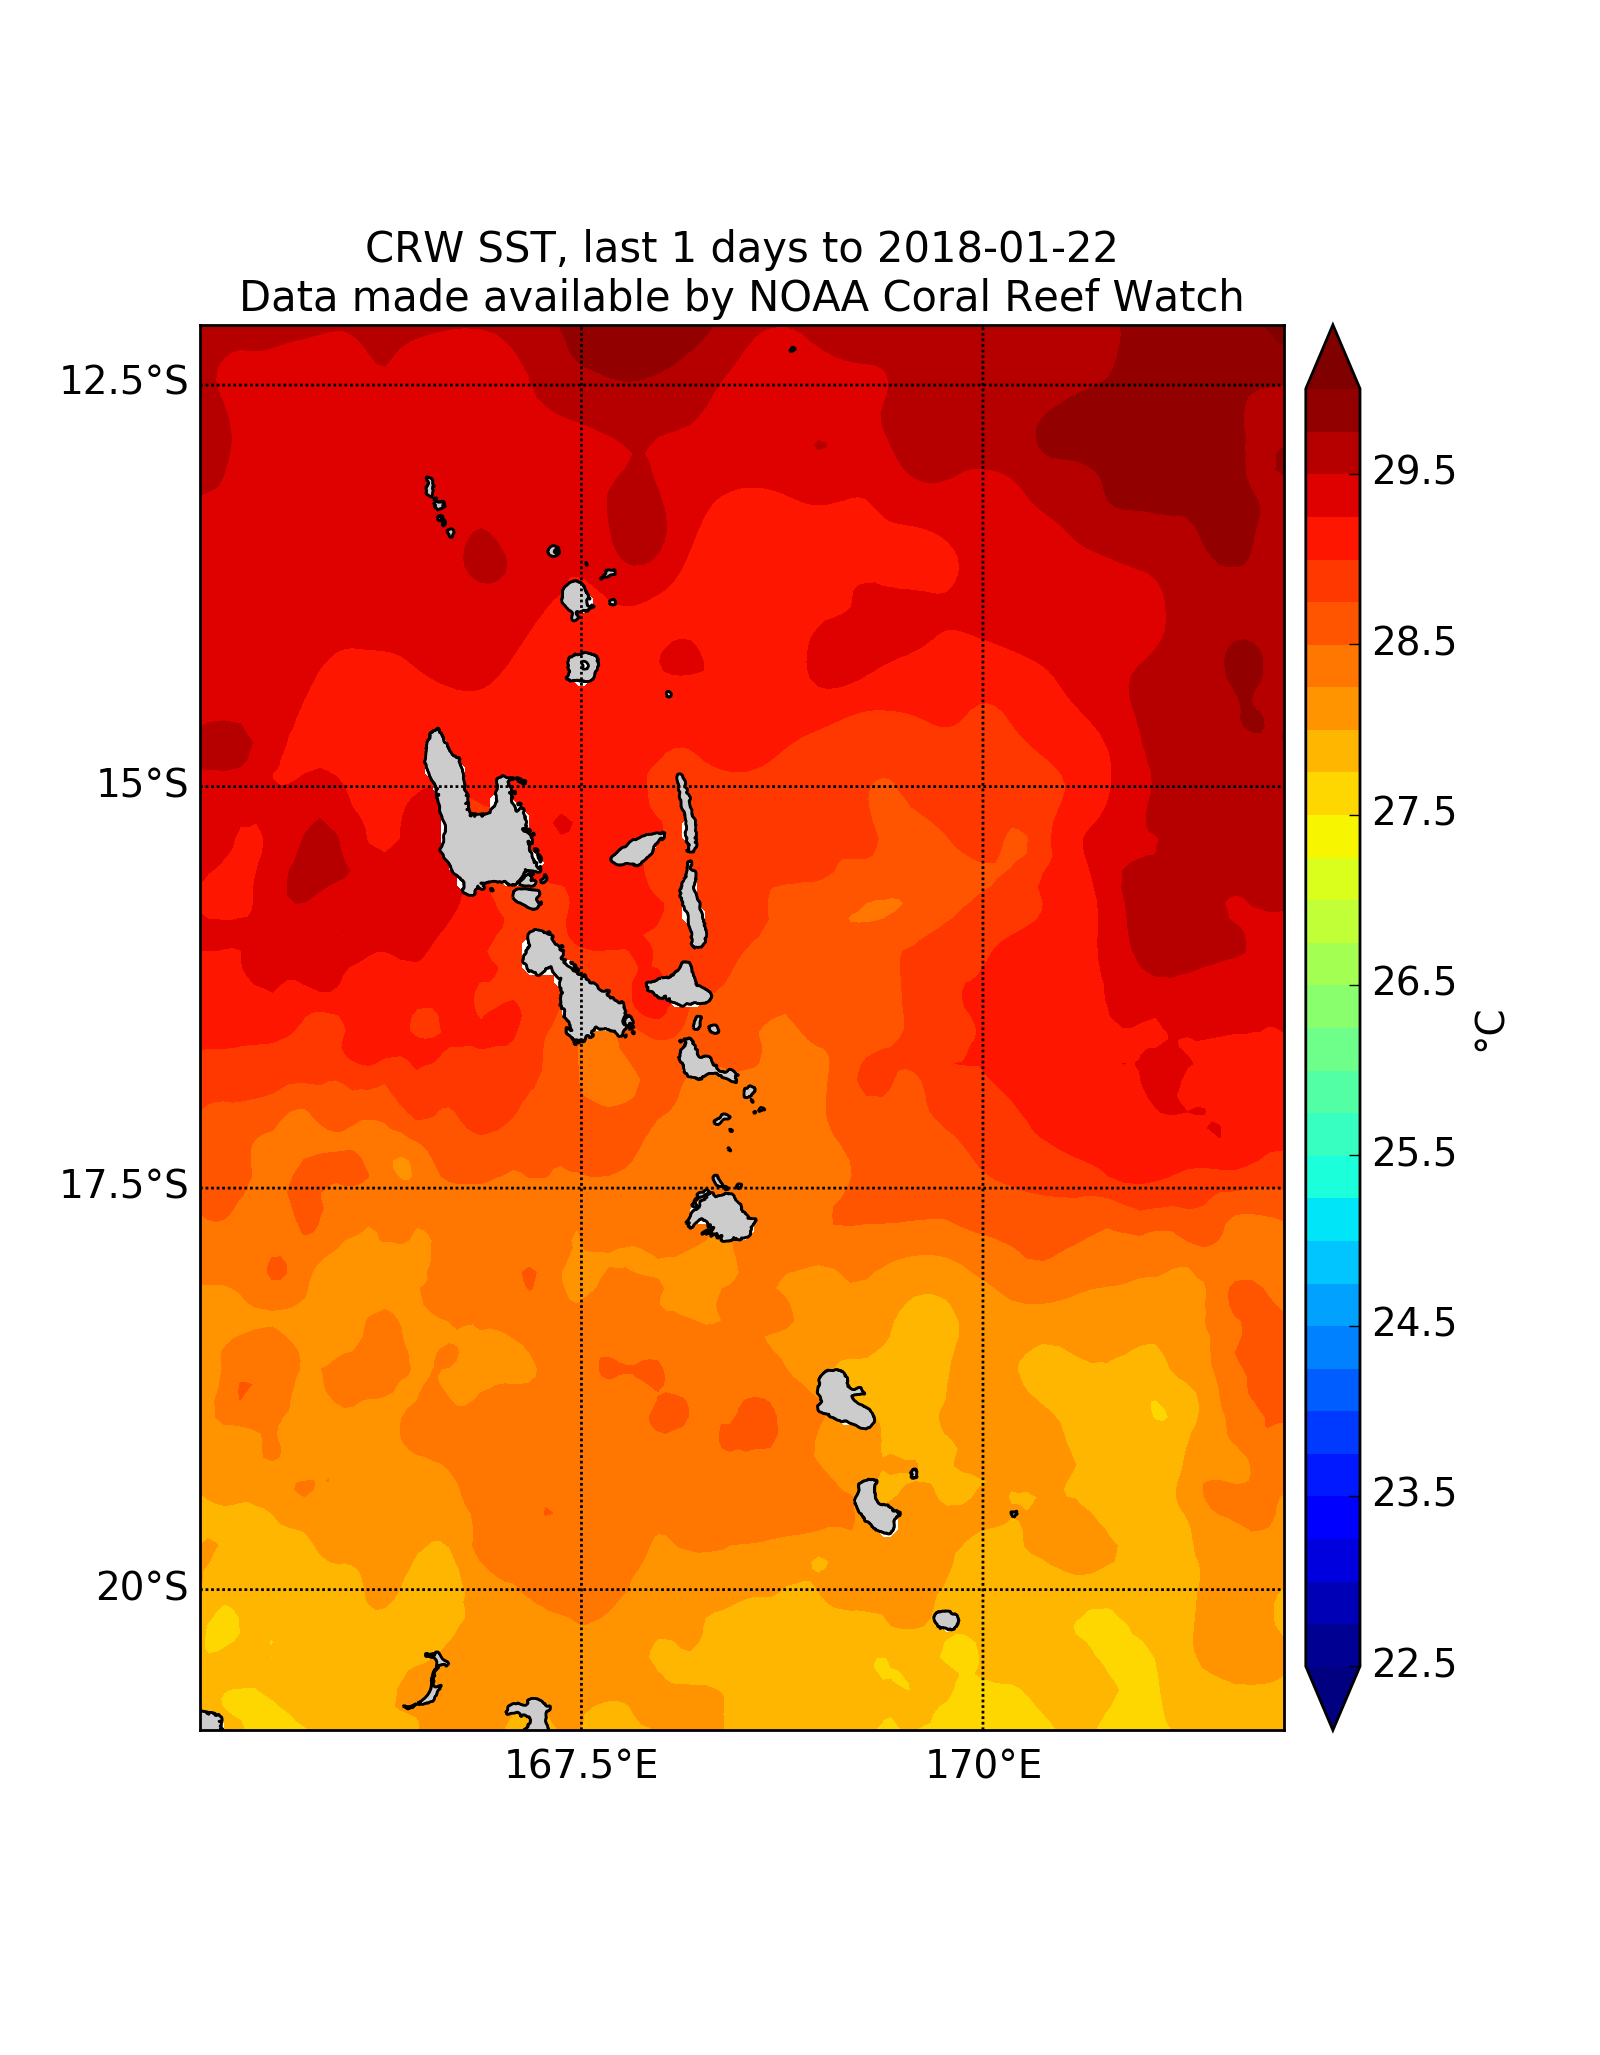 CRW SST, last 1 days to 2018-01-22
Data made available by NOAA Coral Reef Watch
12.5°S
15°S
17.5°S
20°S
167.5°E
170°E
29.5
28.5
27.5
26.5
25.5
24.5
23.5
22.5
°C